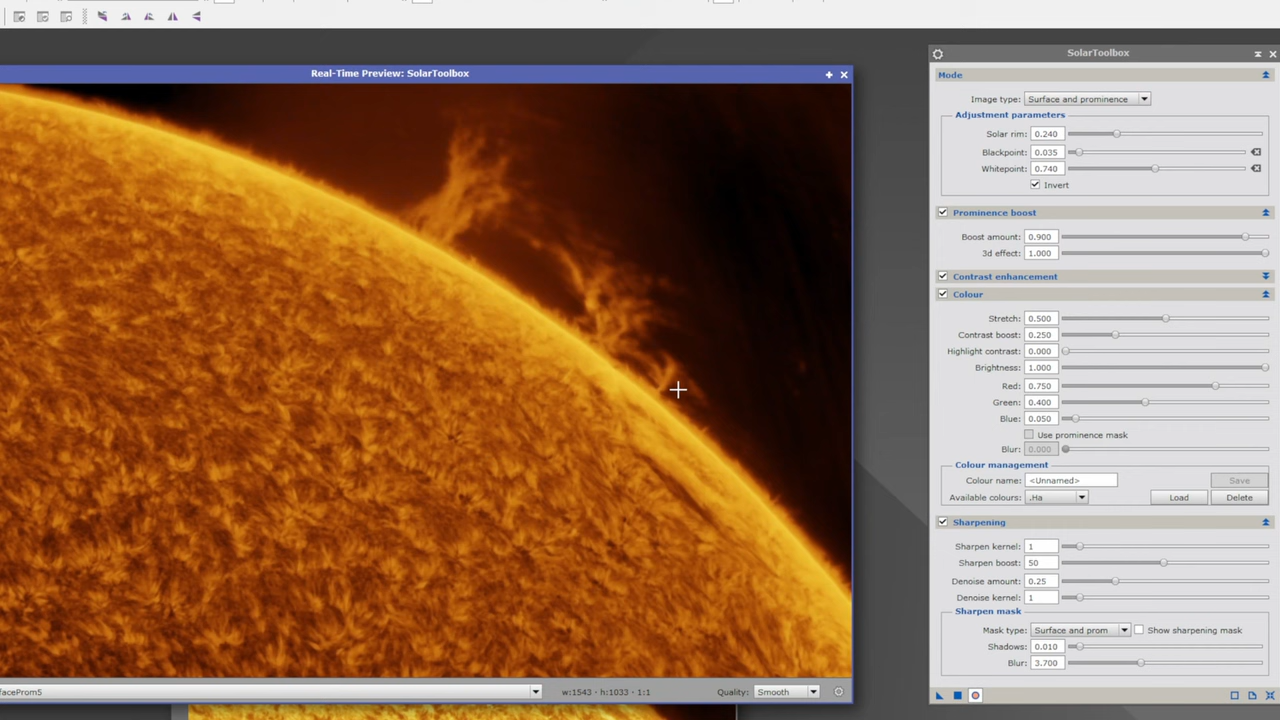 Real-Time Preview: SolarToolbox
SolarToolbox
Mode
Image type: Surface and prominence
Adjustment parameters
Solar rim: 0.240
Blackpoint: 0.035
Whitepoint: 0.740
Invert
Prominence boost
Boost amount: 0.900
3d effect: 1.000
Contrast enhancement
Colour
Stretch: 0.500
Contrast boost: 0.250
Highlight contrast: 0.000
Brightness: 1.000
Red: 0.750
Green: 0.400
Blue: 0.050
Use prominence mask
Blur: 0.000
Colour management
Colour name: <Unnamed> Save
Available colours: .Ha Load Delete
Sharpening
Sharpen kernel: 1
Sharpen boost: 50
Denoise amount: 0.25
Denoise kernel: 1
Sharpen mask
Mask type: Surface and prom Show sharpening mask
Shadows: 0.010
Blur: 3.700
faceProm5 w:1543 · h:1033 · 1:1 Quality: Smooth